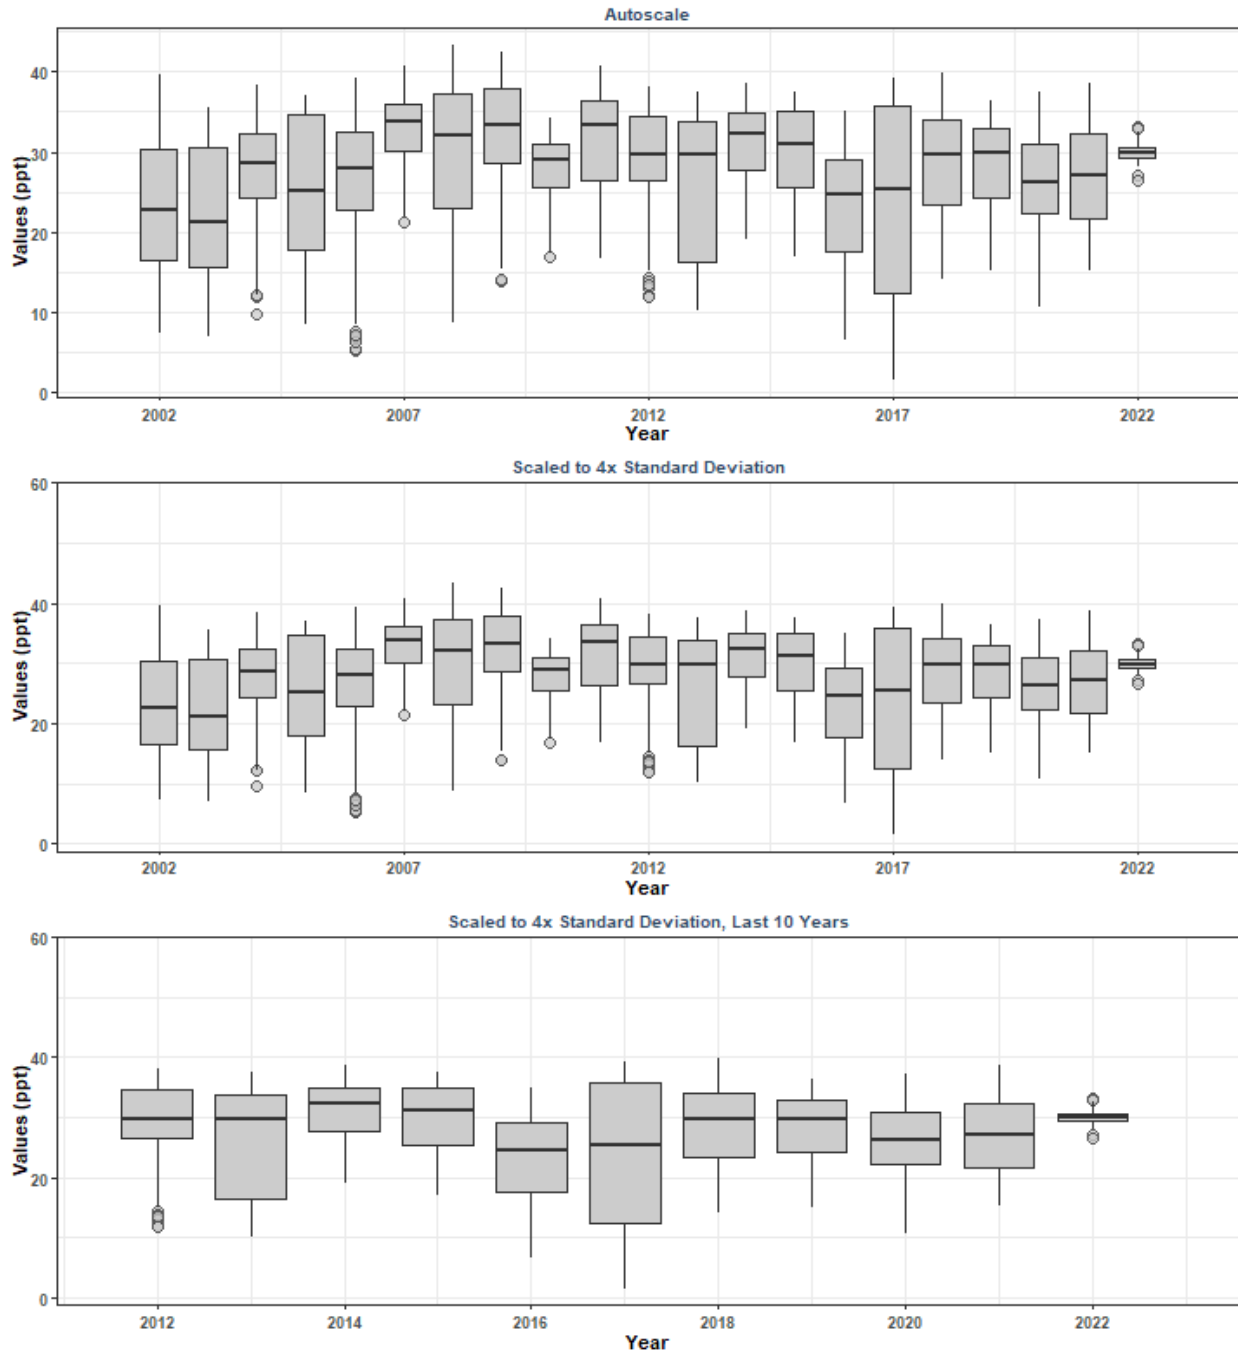 Autoscale
Values (ppt)
40
30
20
10
0
2002 2007 2012 2017 2022
Year
Scaled to 4x Standard Deviation
Values (ppt)
60
40
20
0
2002 2007 2012 2017 2022
Year
Scaled to 4x Standard Deviation, Last 10 Years
Values (ppt)
60
40
20
0
2012 2014 2016 2018 2020 2022
Year